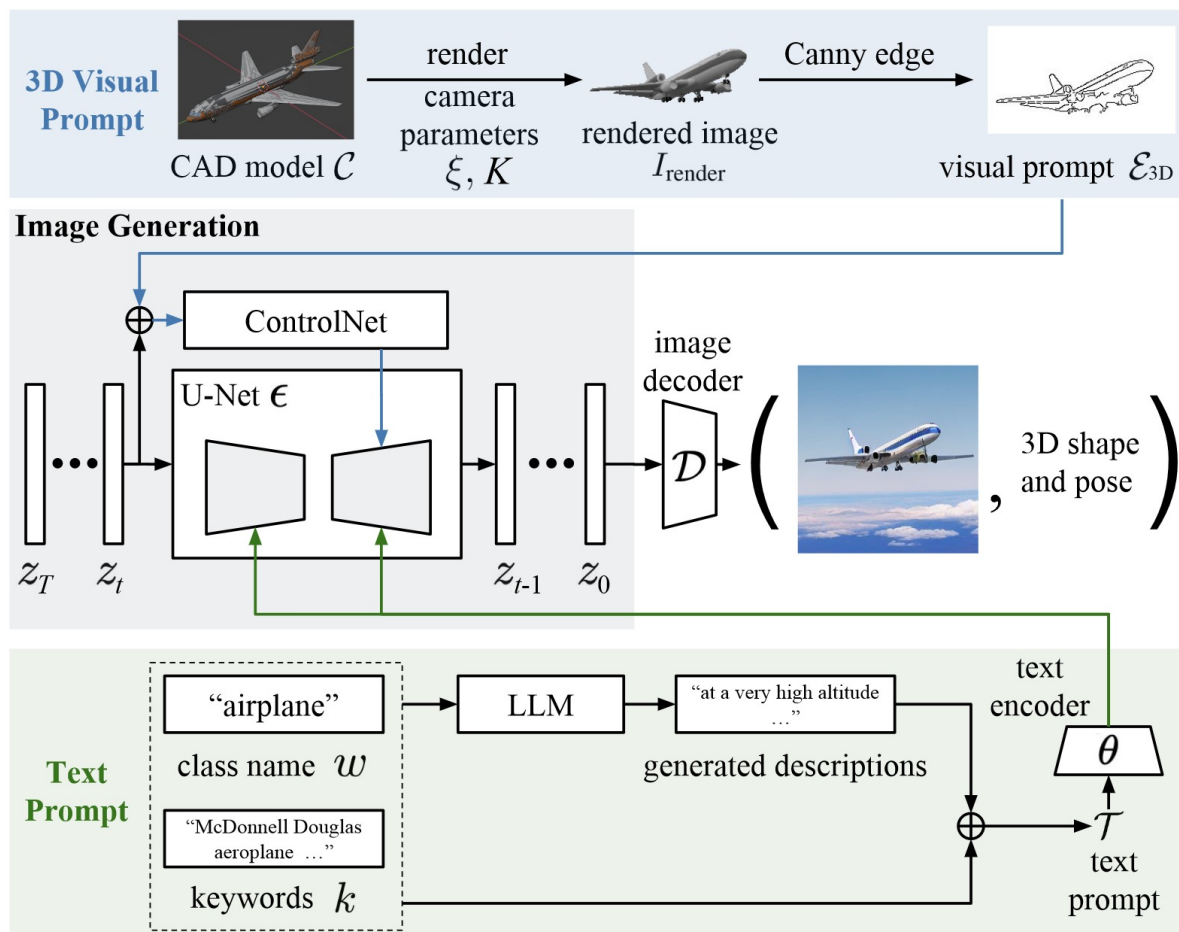 3D Visual
Prompt
CAD model 𝒞
render
camera
parameters
ξ, K
rendered image
I_render
Canny edge
visual prompt ℰ_3D
Image Generation
ControlNet
U-Net ϵ
z_T
z_t
z_t-1
z_0
image
decoder
𝒟
(
,
3D shape
and pose
)
Text
Prompt
“airplane”
class name w
“McDonnell Douglas
aeroplane …”
keywords k
LLM
“at a very high altitude
…”
generated descriptions
text
encoder
θ
𝒯
text
prompt